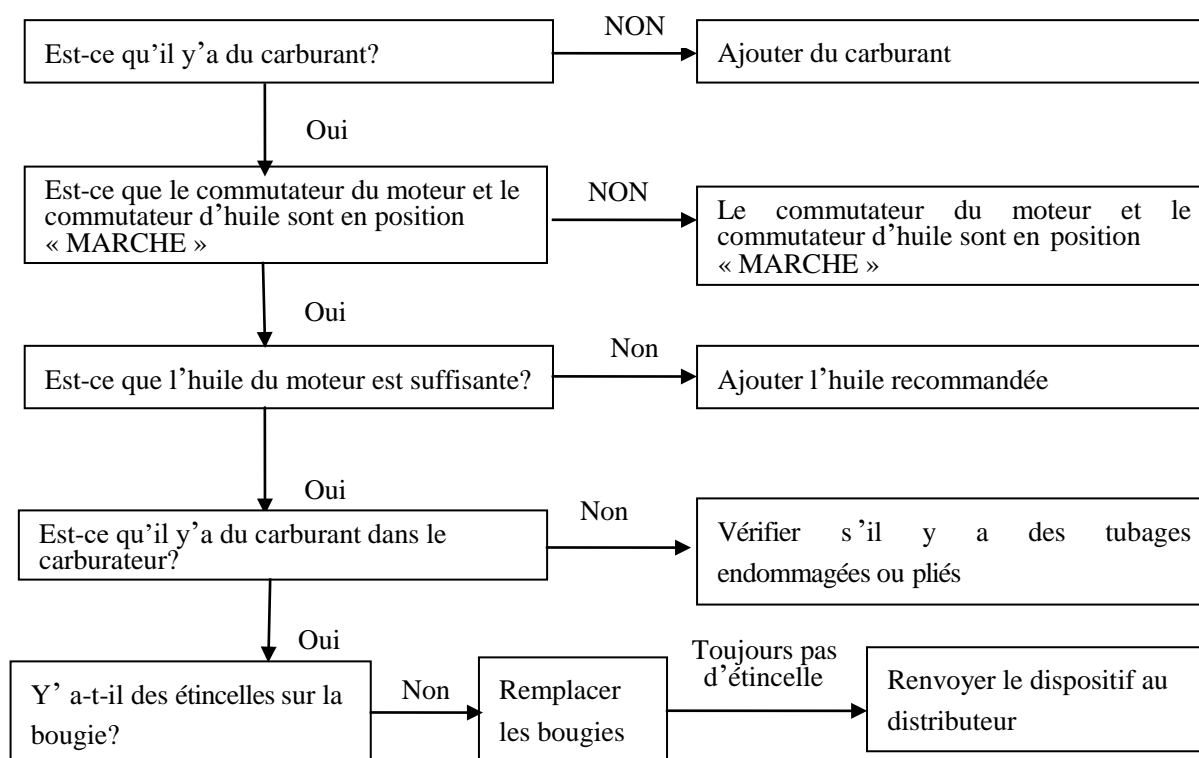 Est-ce qu’il y’a du carburant?
NON
Ajouter du carburant
Oui
Est-ce que le commutateur du moteur et le
commutateur d’huile sont en position
« MARCHE »
NON
Le commutateur du moteur et le
commutateur d’huile sont en position
« MARCHE »
Oui
Est-ce que l’huile du moteur est suffisante?
Non
Ajouter l’huile recommandée
Oui
Est-ce qu’il y’a du carburant dans le
carburateur?
Non
Vérifier s’il y a des tubages
endommagées ou pliés
Oui
Y’ a-t-il des étincelles sur la
bougie?
Non
Remplacer
les bougies
Toujours pas
d’étincelle
Renvoyer le dispositif au
distributeur